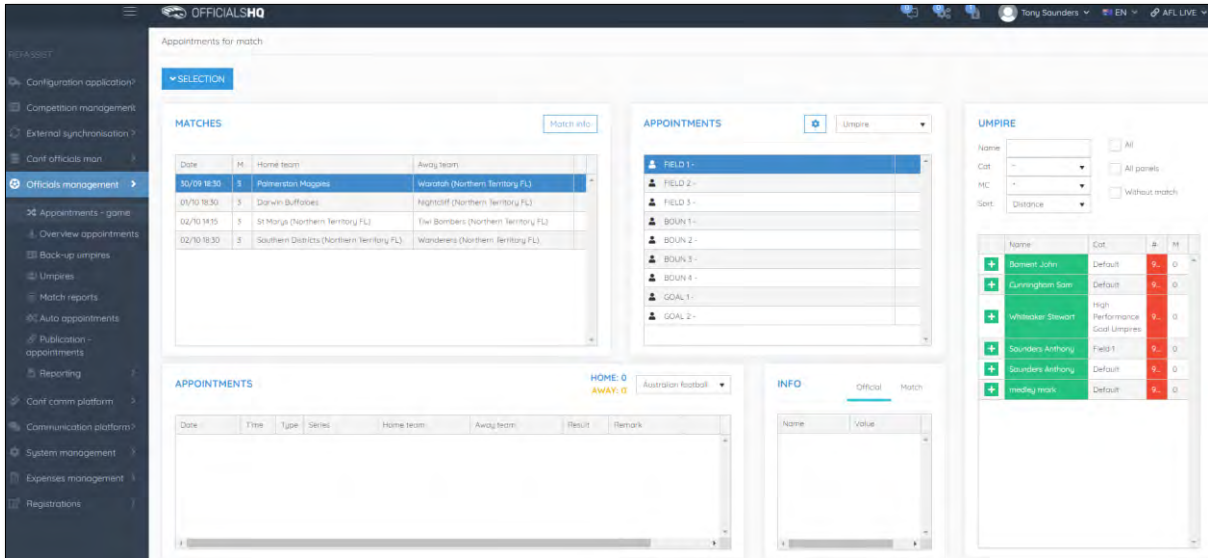 OFFICIALSHQ
Tony Saunders
EN
AFL LIVE
REFASSIST
Configuration application
Competition management
External synchronisation
Conf officials man
Officials management
Appointments - game
Overview appointments
Back-up umpires
Umpires
Match reports
Auto appointments
Publication -
appointments
Reporting
Conf comm platform
Communication platform
System management
Expenses management
Registrations
Appointments for match
SELECTION
MATCHES
Match info
Date M Home team Away team
30/09 18:30 3 Palmerston Magpies Waratah (Northern Territory FL)
01/10 18:30 3 Darwin Buffaloes Nightcliff (Northern Territory FL)
02/10 14:15 3 St Marys (Northern Territory FL) Tiwi Bombers (Northern Territory FL)
02/10 18:30 3 Southern Districts (Northern Territory FL) Wanderers (Northern Territory FL)
APPOINTMENTS
Umpire
FIELD 1 -
FIELD 2 -
FIELD 3 -
BOUN 1 -
BOUN 2 -
BOUN 3 -
BOUN 4 -
GOAL 1 -
GOAL 2 -
UMPIRE
Name
All
Cat -
All panels
MC -
Without match
Sort Distance
Name Cat. # M
Bament John Default 9... 0
Cunningham Sam Default 9... 0
Whiteaker Stewart High Performance Goal Umpires 9... 0
Saunders Anthony Field-1 9... 0
Saunders Anthony Default 9... 0
medley mark Default 9... 0
APPOINTMENTS
HOME: 0
AWAY: 0
Australian football
Date Time Type Series Home team Away team Result Remark
INFO
Official Match
Name Value